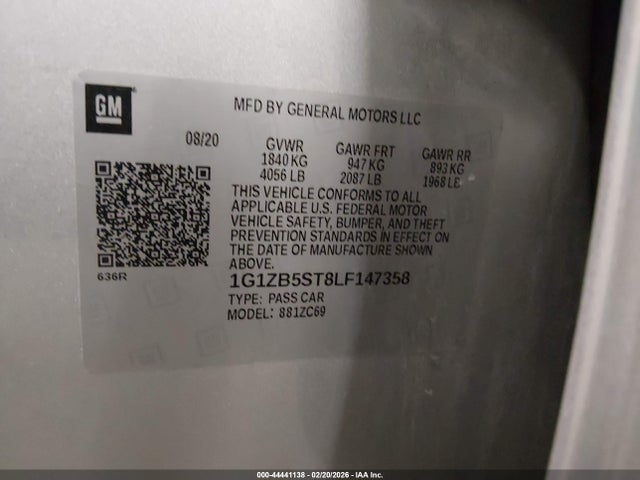 GM
MFD BY GENERAL MOTORS LLC
08/20
GVWR GAWR FRT GAWR RR
1840 KG 947 KG 893 KG
4056 LB 2087 LB 1968 LB
THIS VEHICLE CONFORMS TO ALL
APPLICABLE U.S. FEDERAL MOTOR
VEHICLE SAFETY, BUMPER, AND THEFT
PREVENTION STANDARDS IN EFFECT ON
THE DATE OF MANUFACTURE SHOWN
ABOVE.
636R
1G1ZB5ST8LF147358
TYPE: PASS CAR
MODEL: 881ZC69
000-44441138 - 02/20/2026 - IAA Inc.